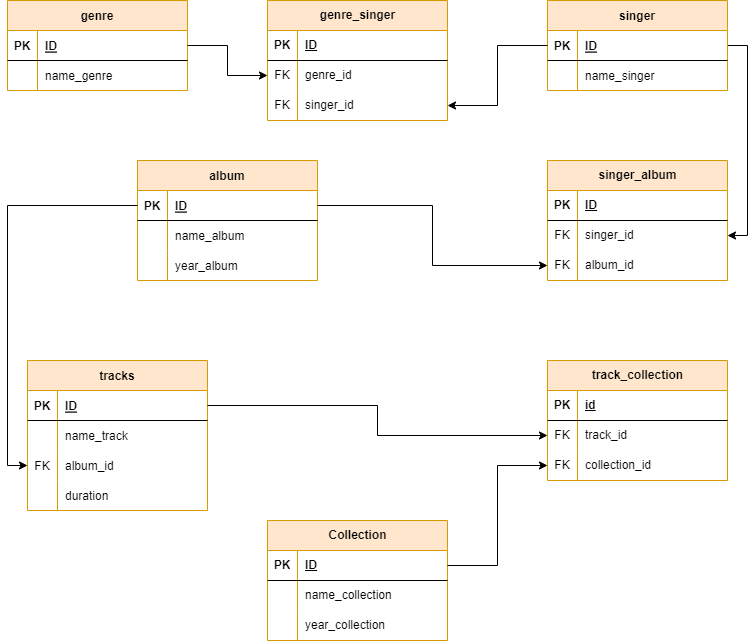 genre
PK ID
name_genre
genre_singer
PK ID
FK genre_id
FK singer_id
singer
PK ID
name_singer
album
PK ID
name_album
year_album
singer_album
PK ID
FK singer_id
FK album_id
tracks
PK ID
name_track
FK album_id
duration
track_collection
PK id
FK track_id
FK collection_id
Collection
PK ID
name_collection
year_collection